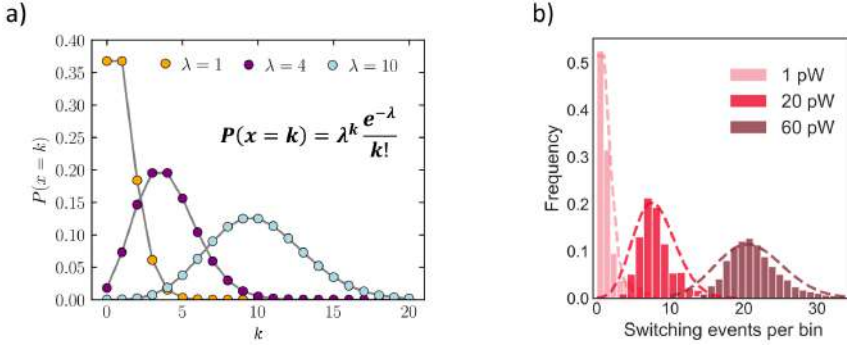 a)
0.40
0.35
0.30
0.25
0.20
0.15
0.10
0.05
0.00
P(x = k)
λ = 1
λ = 4
λ = 10
P(x = k) = λ^k e^{-λ} / k!
0 5 10 15 20
k
b)
0.5
0.4
0.3
0.2
0.1
0.0
Frequency
1 pW
20 pW
60 pW
0 10 20 30
Switching events per bin